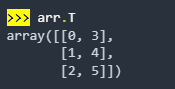 >>> arr.T
array([[0, 3],
       [1, 4],
       [2, 5]])